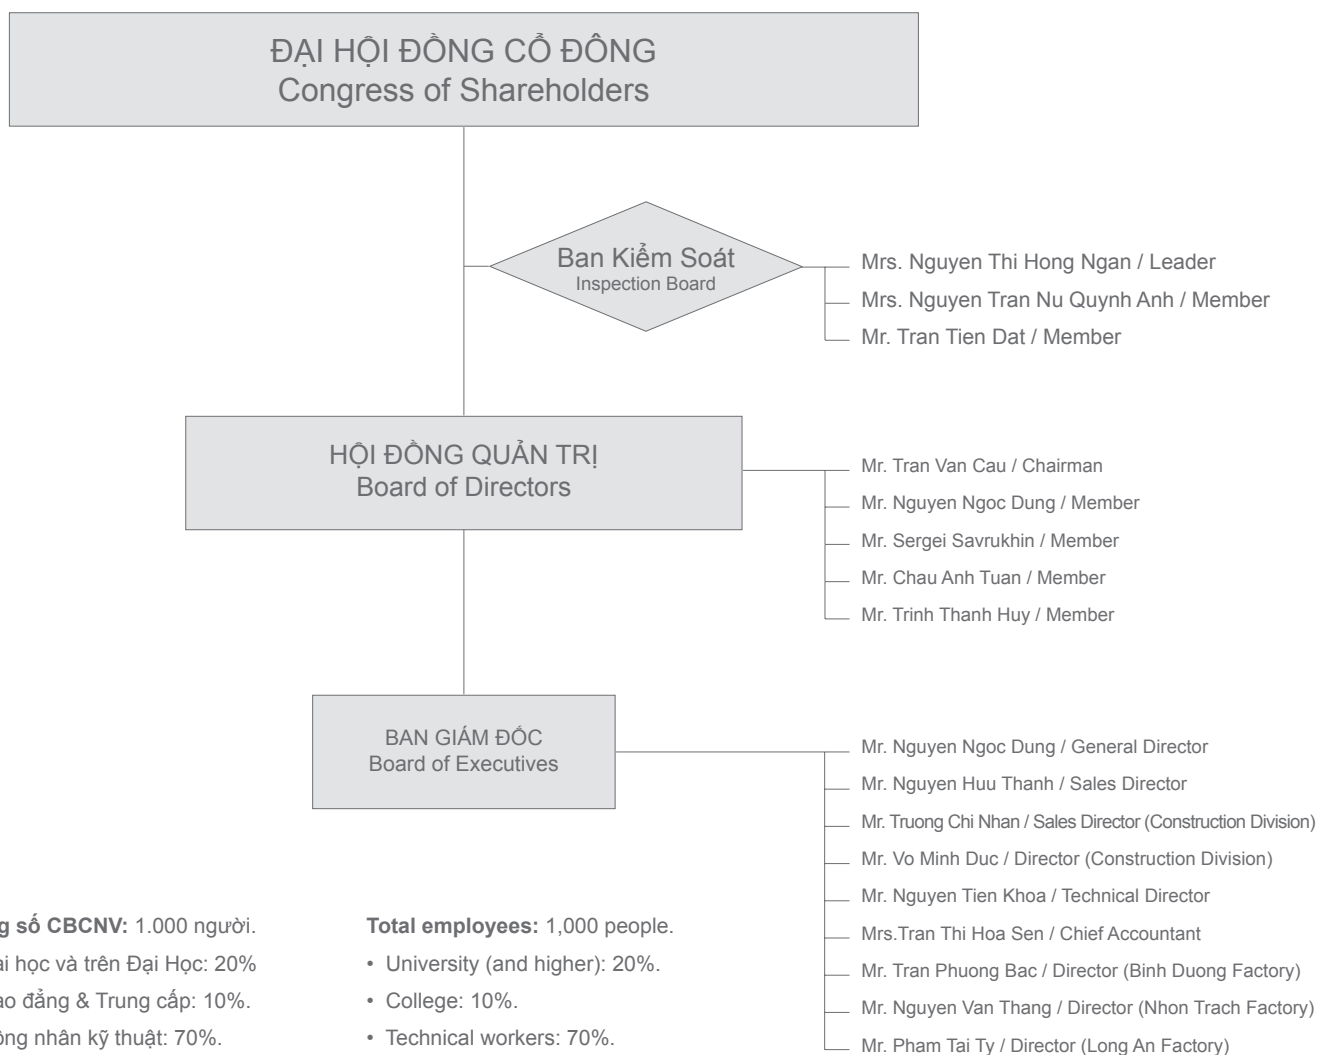 ĐẠI HỘI ĐỒNG CỔ ĐÔNG
Congress of Shareholders
Ban Kiểm Soát
Inspection Board
Mrs. Nguyen Thi Hong Ngan / Leader
Mrs. Nguyen Tran Nu Quynh Anh / Member
Mr. Tran Tien Dat / Member
HỘI ĐỒNG QUẢN TRỊ
Board of Directors
Mr. Tran Van Cau / Chairman
Mr. Nguyen Ngoc Dung / Member
Mr. Sergei Savrukhin / Member
Mr. Chau Anh Tuan / Member
Mr. Trinh Thanh Huy / Member
BAN GIÁM ĐỐC
Board of Executives
Mr. Nguyen Ngoc Dung / General Director
Mr. Nguyen Huu Thanh / Sales Director
Mr. Truong Chi Nhan / Sales Director (Construction Division)
Mr. Vo Minh Duc / Director (Construction Division)
Mr. Nguyen Tien Khoa / Technical Director
Mrs.Tran Thi Hoa Sen / Chief Accountant
Mr. Tran Phuong Bac / Director (Binh Duong Factory)
Mr. Nguyen Van Thang / Director (Nhon Trach Factory)
Mr. Pham Tai Ty / Director (Long An Factory)
số CBCNV: 1.000 người.
học và trên Đại Học: 20%
đẳng & Trung cấp: 10%.
nhân kỹ thuật: 70%.
Total employees: 1,000 people.
• University (and higher): 20%.
• College: 10%.
• Technical workers: 70%.